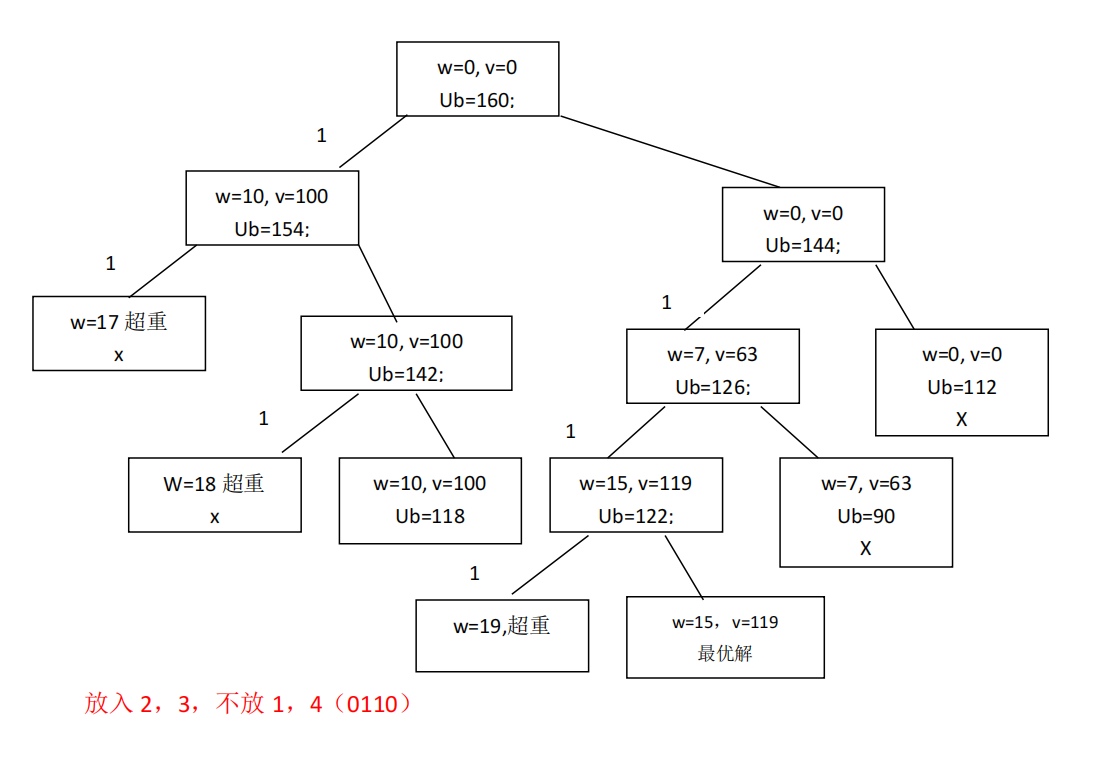 w=0, v=0
Ub=160;
1
w=10, v=100
Ub=154;
w=0, v=0
Ub=144;
1
w=17 超重
x
w=10, v=100
Ub=142;
1
w=7, v=63
Ub=126;
w=0, v=0
Ub=112
X
1
W=18 超重
x
w=10, v=100
Ub=118
1
w=15, v=119
Ub=122;
w=7, v=63
Ub=90
X
1
w=19,超重
w=15，v=119
最优解
放入 2，3，不放 1，4（0110）